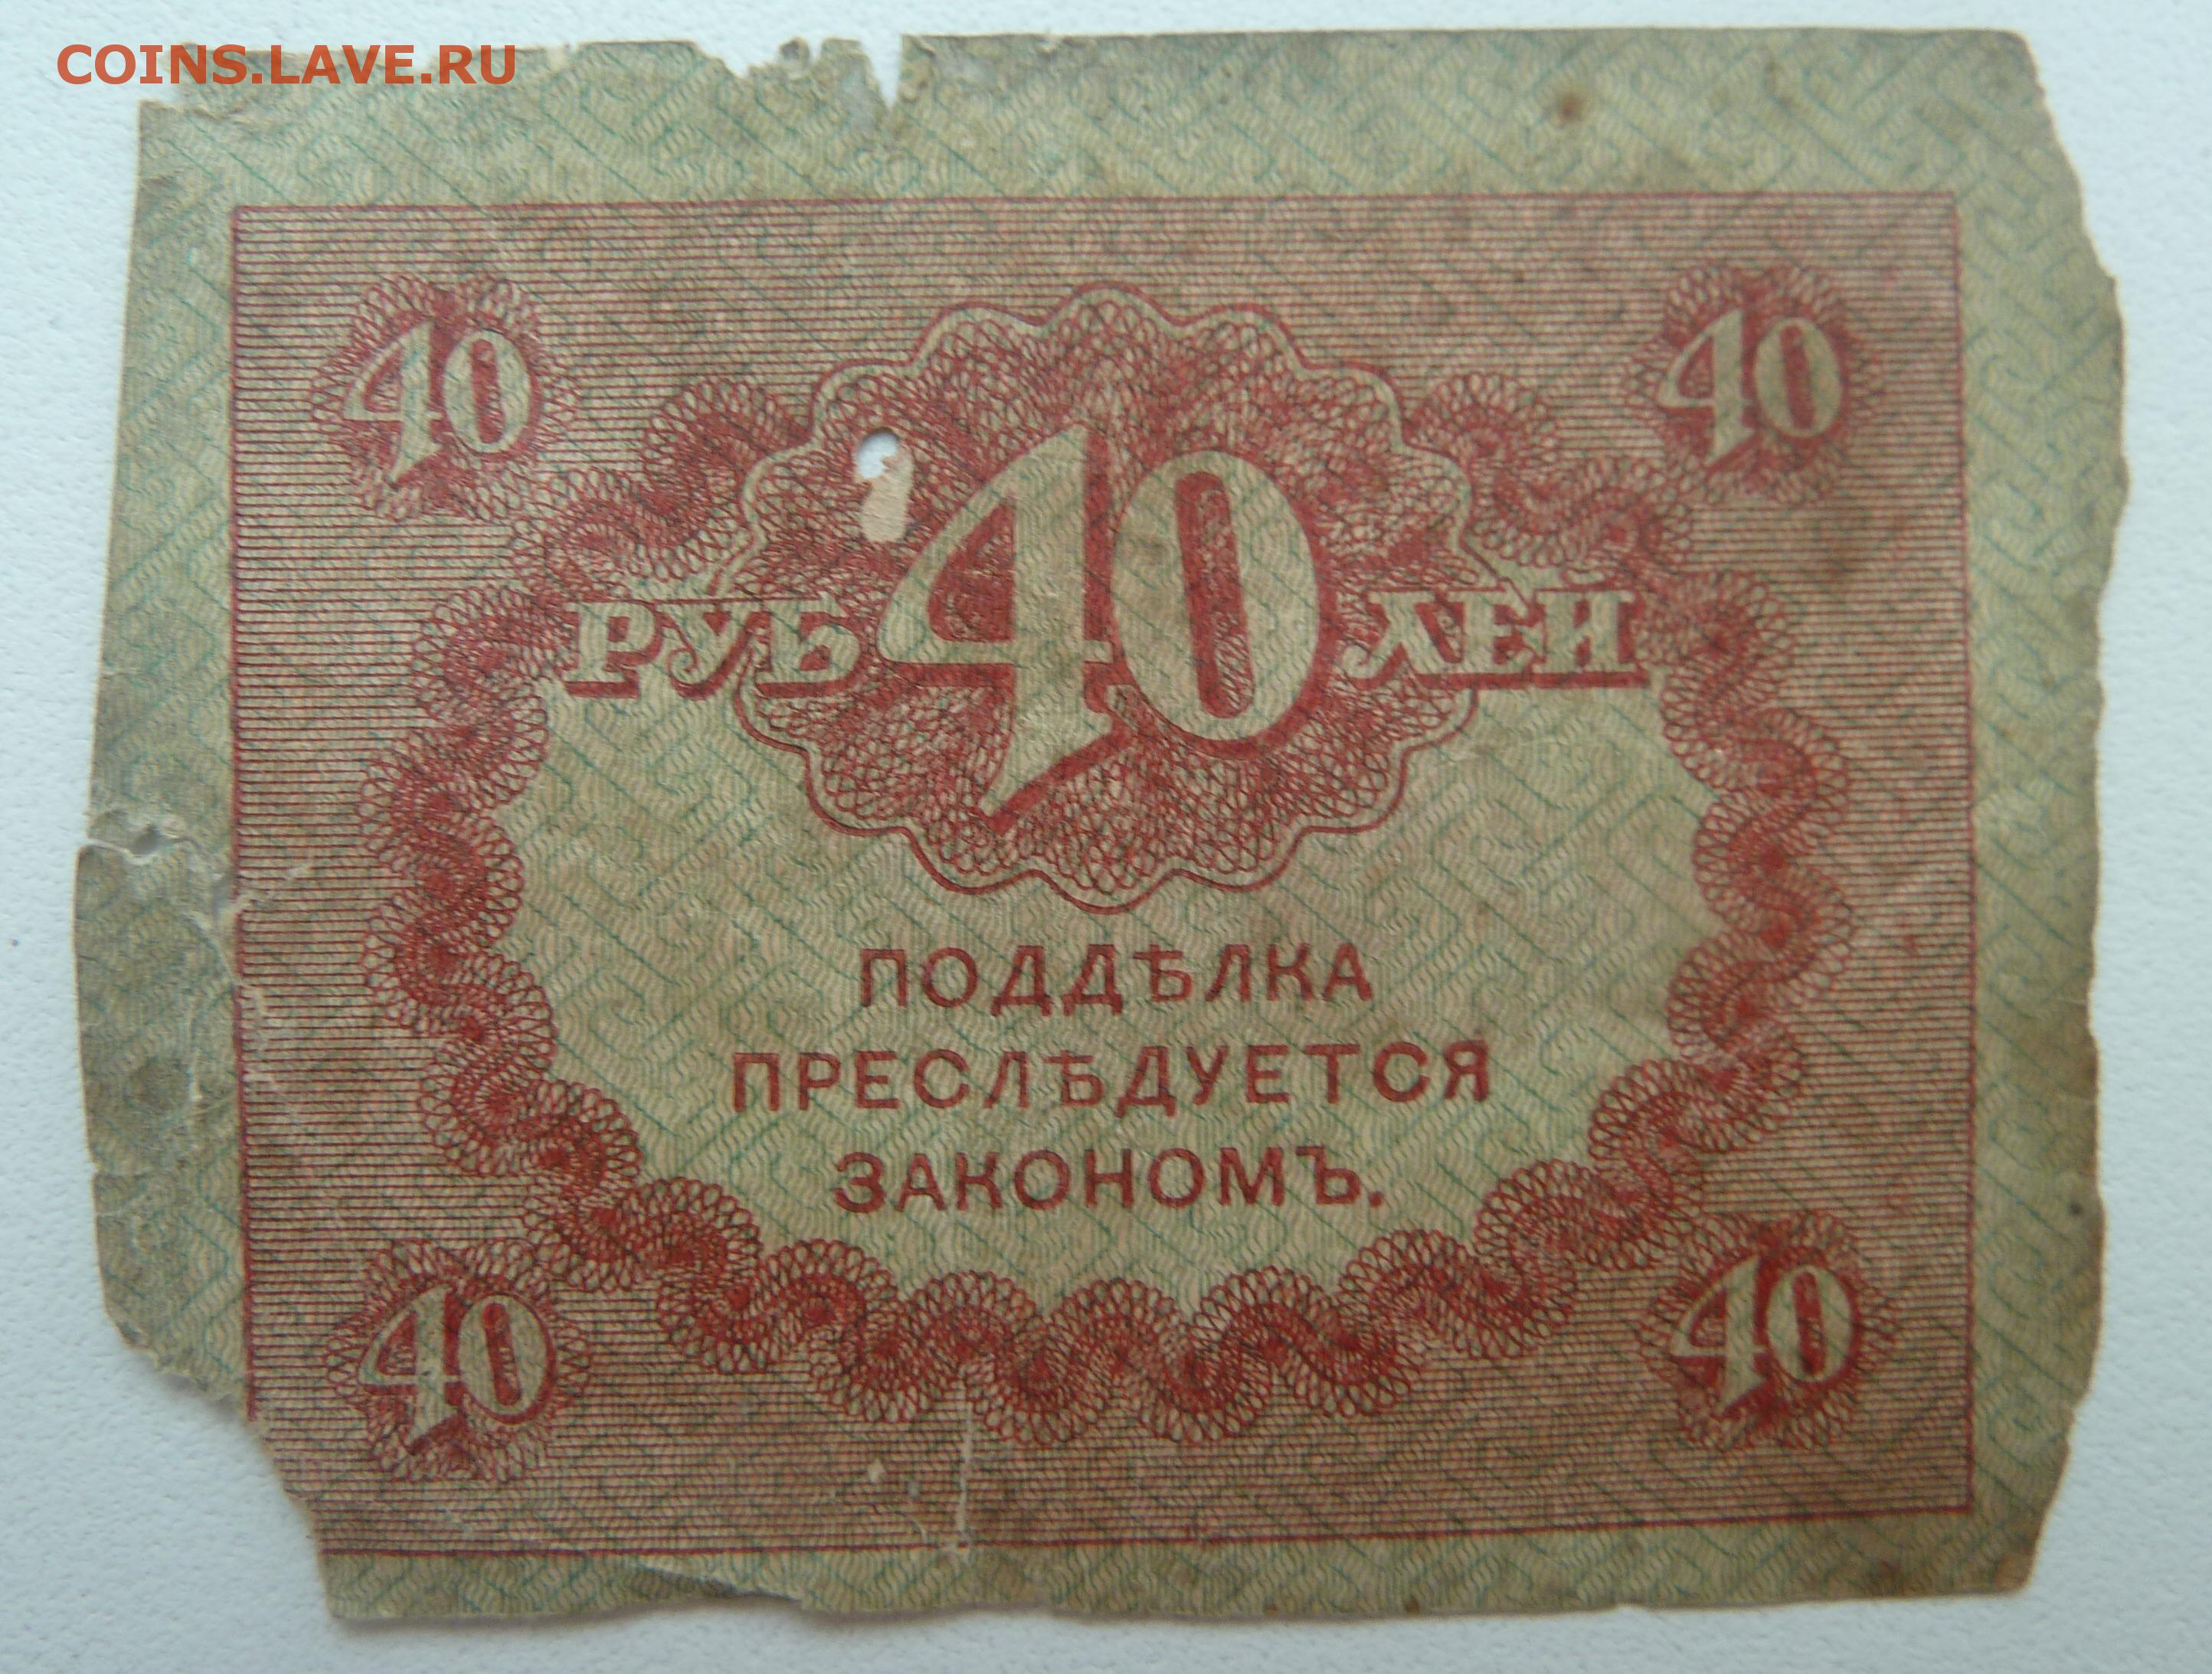 COINS.LAVE.RU
40 40
РУБ 40 ЛЕЙ
ПОДДѢЛКА
ПРЕСЛѢДУЕТСЯ
ЗАКОНОМЪ.
40 40